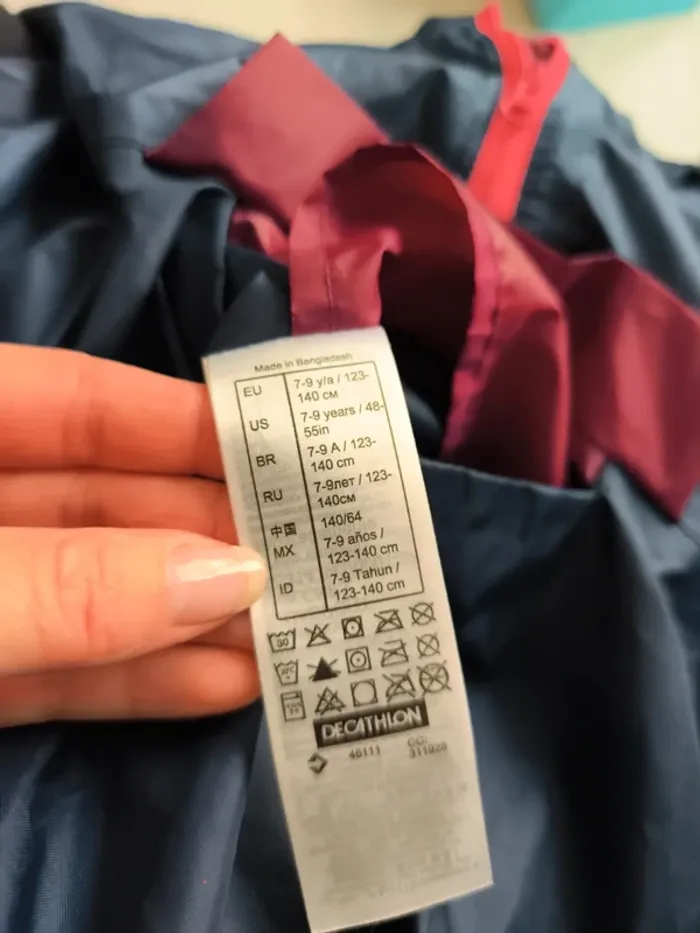 Made in Bangladesh
EU 7-9 y/a / 123-
140 CM
US 7-9 years / 48-
55in
BR 7-9 A / 123-
140 cm
RU 7-9лет / 123-
140см
中国 140/64
MX 7-9 años /
123-140 cm
ID 7-9 Tahun /
123-140 cm
30
DECATHLON
46111 CO:
311928